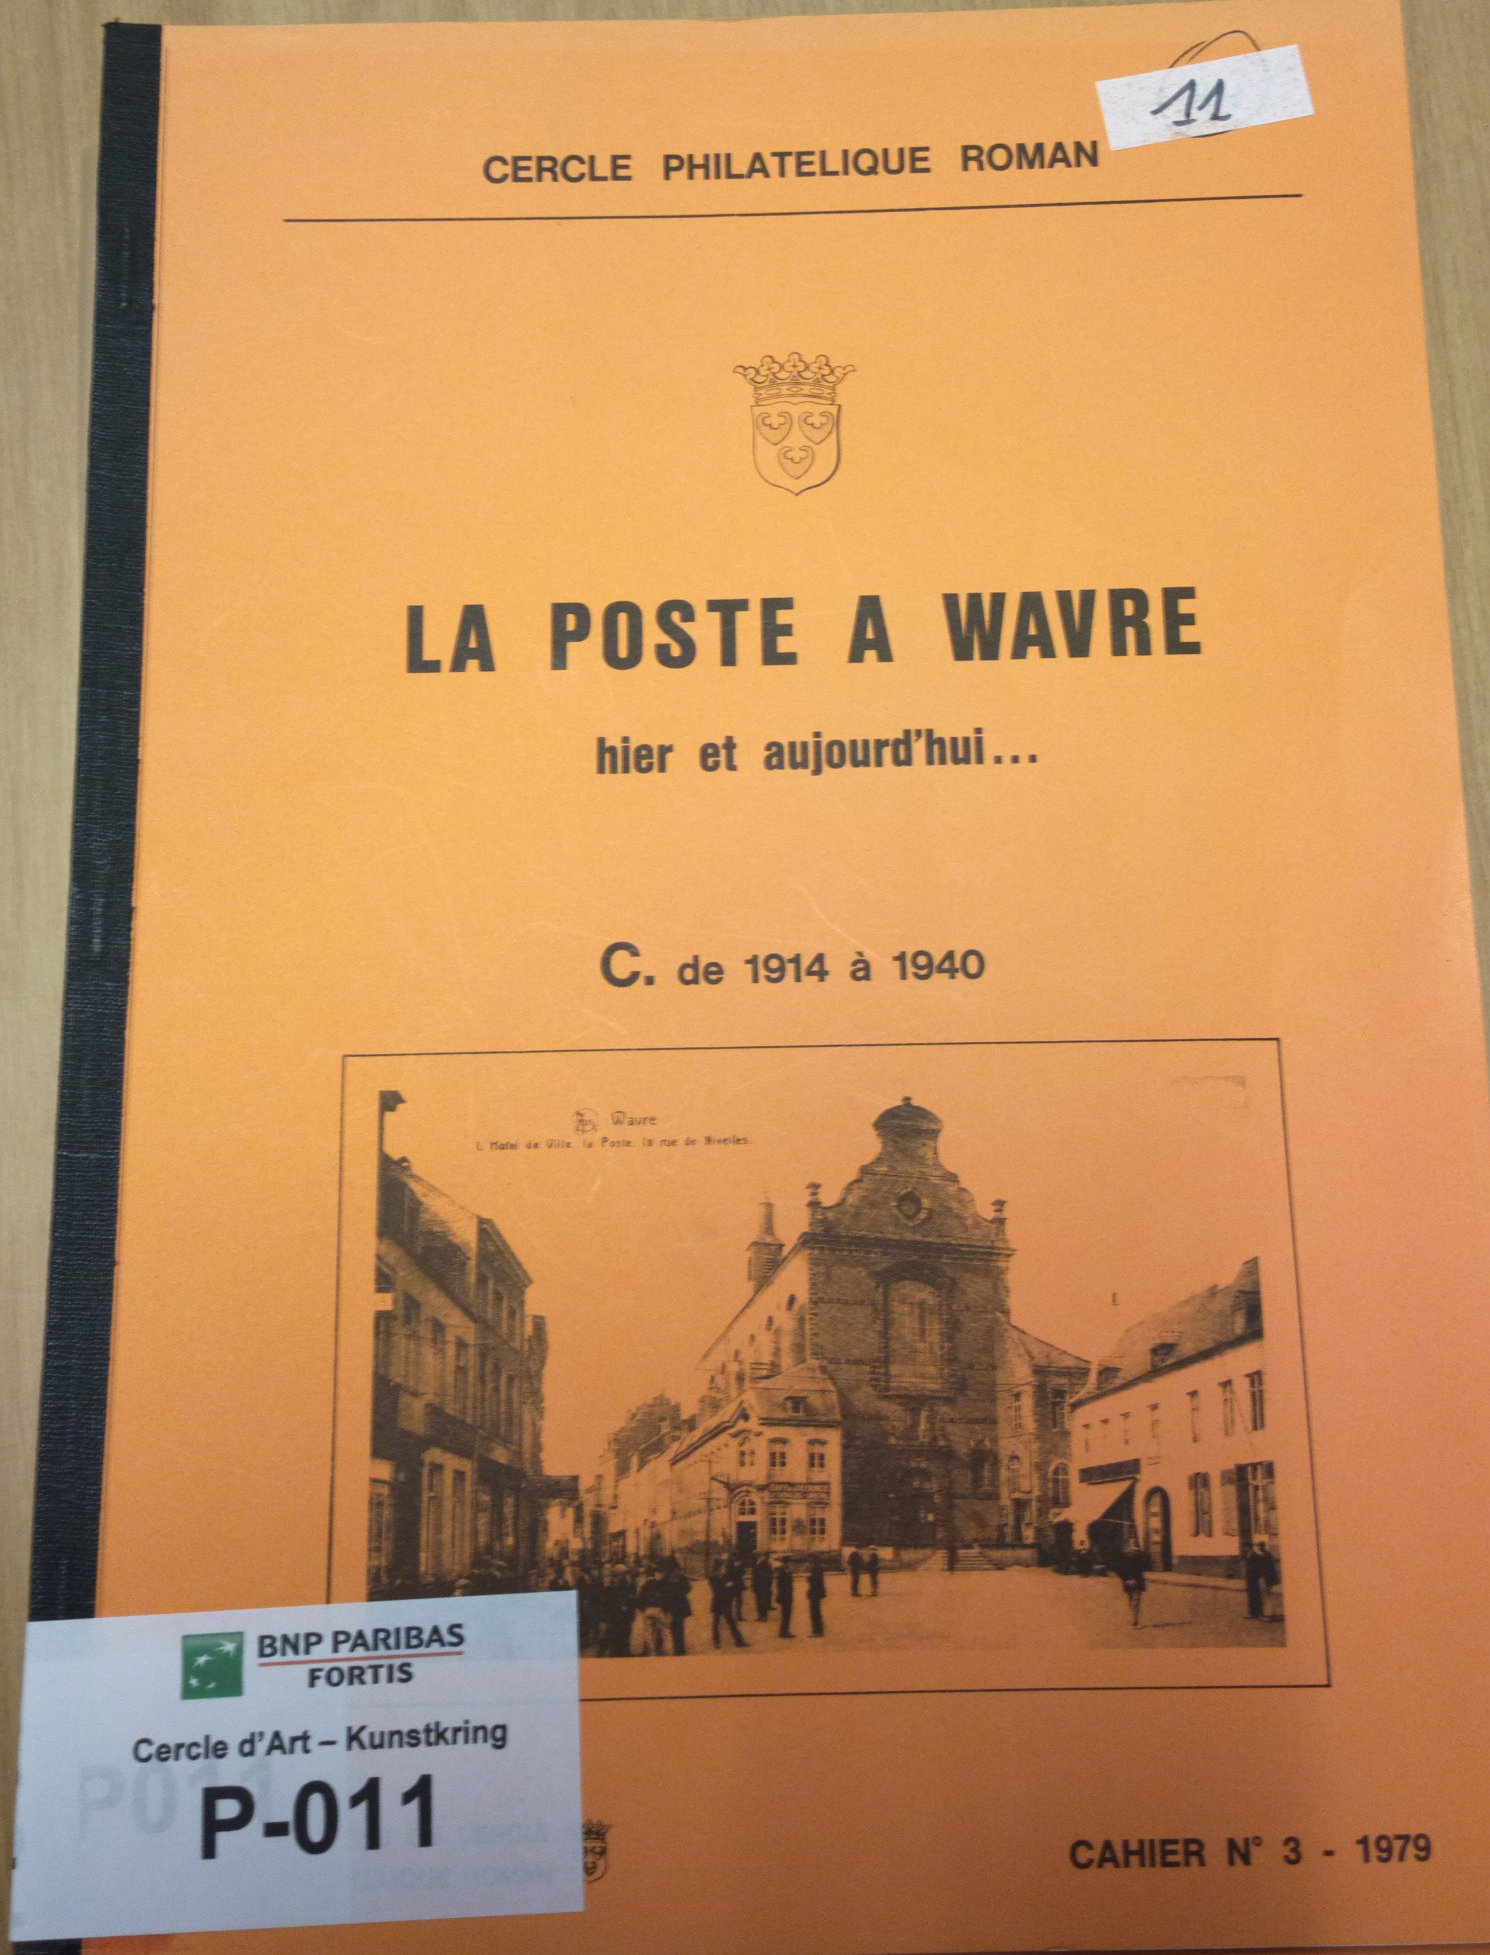 11
CERCLE PHILATELIQUE ROMAN
LA POSTE A WAVRE
hier et aujourd'hui...
C. de 1914 à 1940
Wavre
L'Hotel de Ville, la Poste, la rue de Nivelles.
BNP PARIBAS
FORTIS
Cercle d'Art – Kunstkring
P-011
CAHIER N° 3 - 1979